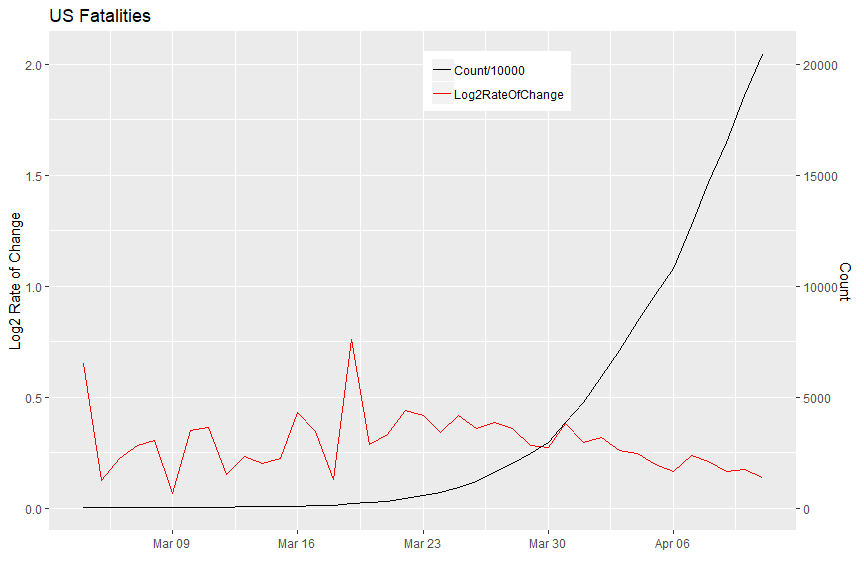 US Fatalities
Count/10000
Log2RateOfChange
2.0
1.5
1.0
0.5
0.0
Log2 Rate of Change
20000
15000
10000
5000
0
Count
Mar 09
Mar 16
Mar 23
Mar 30
Apr 06